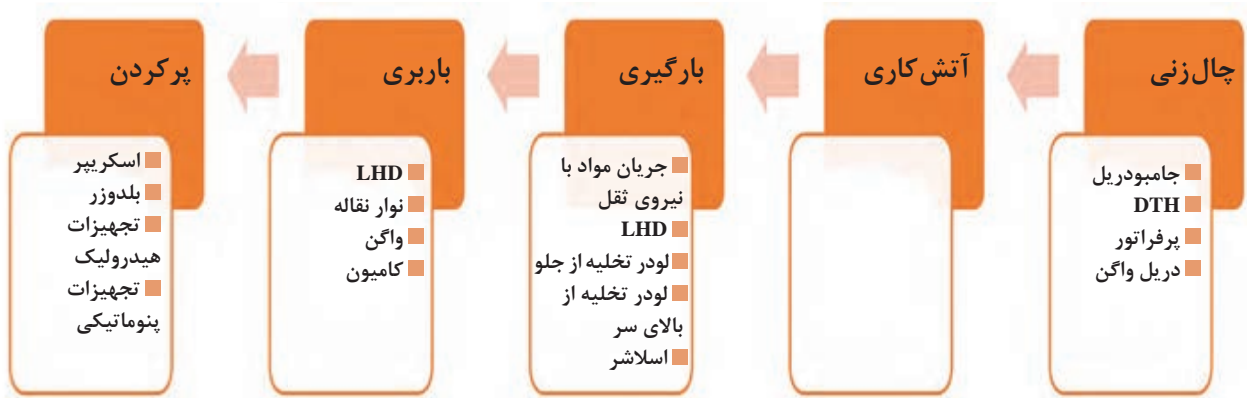 چال‌زنی
جامبودریل
DTH
پرفراتور
دریل واگن
آتش‌کاری
بارگیری
جریان مواد با
نیروی ثقل
LHD
لودر تخلیه از جلو
لودر تخلیه از
بالای سر
اسلاشر
باربری
LHD
نوار نقاله
واگن
کامیون
پرکردن
اسکریپر
بلدوزر
تجهیزات
هیدرولیک
تجهیزات
پنوماتیکی